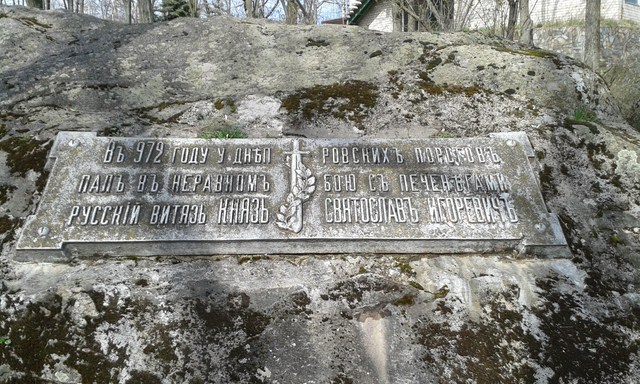 Въ 972 году у днѣпровскихъ пороговъ
палъ въ неравномъ бою съ печенѣгами
русскій витязь князь Святославъ Игоревичъ